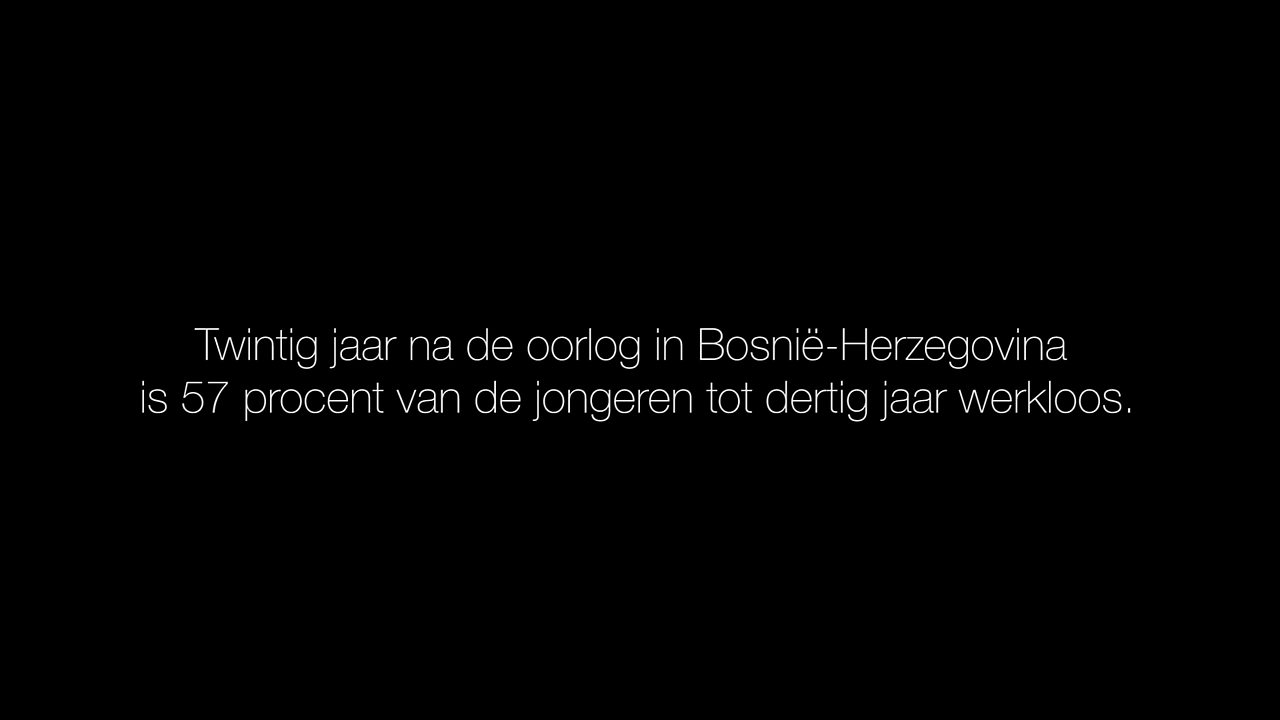 Twintig jaar na de oorlog in Bosnië-Herzegovina
is 57 procent van de jongeren tot dertig jaar werkloos.